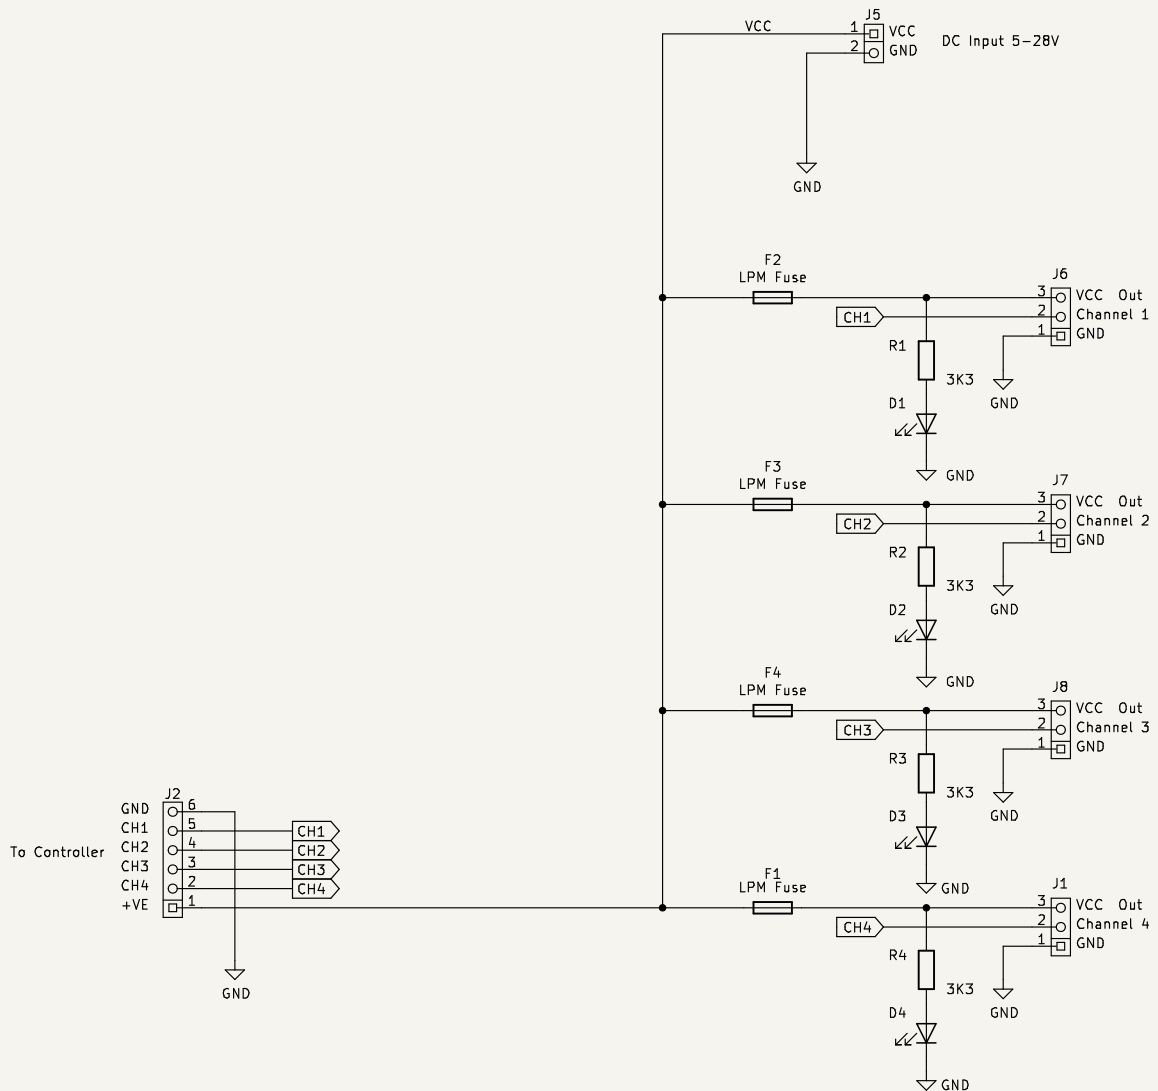 J5
VCC 1 VCC
2 GND
DC Input 5-28V
GND
F2
LPM Fuse
J6
3 VCC Out
CH1 2 Channel 1
1 GND
R1
3K3
GND
D1
GND
F3
LPM Fuse
J7
3 VCC Out
CH2 2 Channel 2
1 GND
R2
3K3
GND
D2
GND
F4
LPM Fuse
J8
3 VCC Out
CH3 2 Channel 3
1 GND
R3
3K3
GND
D3
GND
J2
GND 6
CH1 5 CH1
CH2 4 CH2
To Controller
CH3 3 CH3
CH4 2 CH4
+VE 1
GND
F1
LPM Fuse
J1
3 VCC Out
CH4 2 Channel 4
1 GND
R4
3K3
GND
D4
GND